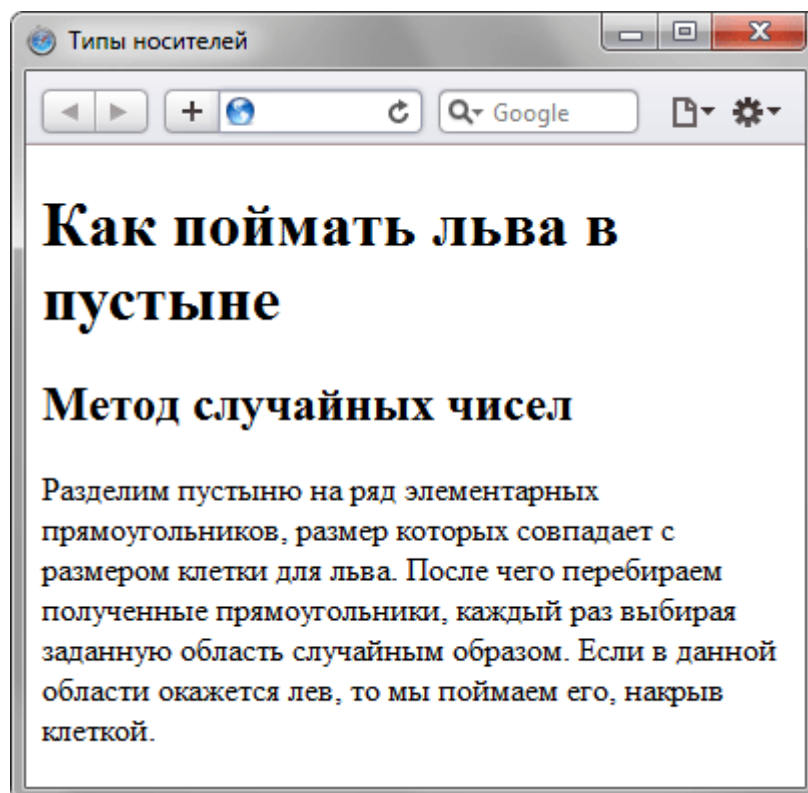 Типы носителей
Google
Как поймать льва в
пустыне
Метод случайных чисел
Разделим пустыню на ряд элементарных
прямоугольников, размер которых совпадает с
размером клетки для льва. После чего перебираем
полученные прямоугольники, каждый раз выбирая
заданную область случайным образом. Если в данной
области окажется лев, то мы поймаем его, накрыв
клеткой.